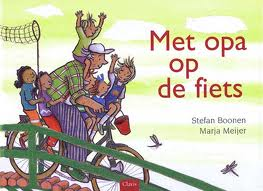 Met opa
op
de fiets
Stefan Boonen
Marja Meijer
Clavis